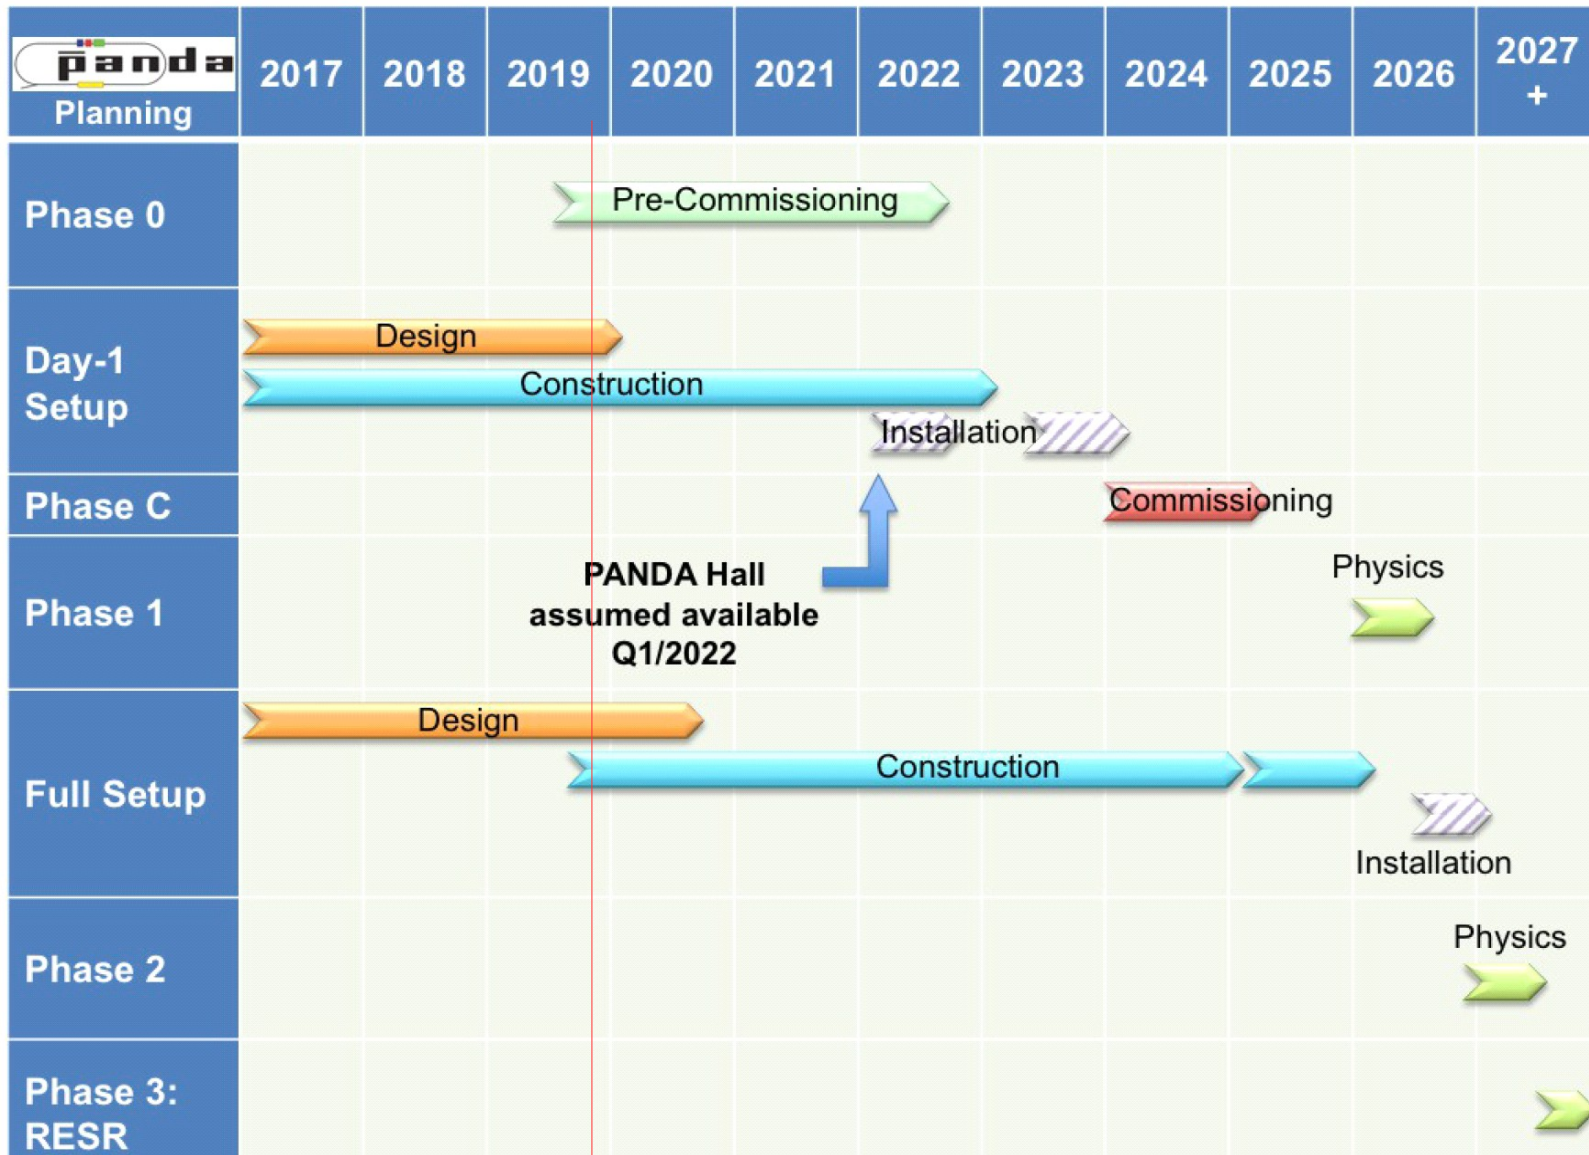 p̄anda
Planning
2017
2018
2019
2020
2021
2022
2023
2024
2025
2026
2027
+
Phase 0
Pre-Commissioning
Day-1
Setup
Design
Construction
Installation
Phase C
Commissioning
PANDA Hall
assumed available
Q1/2022
Phase 1
Physics
Full Setup
Design
Construction
Installation
Phase 2
Physics
Phase 3:
RESR